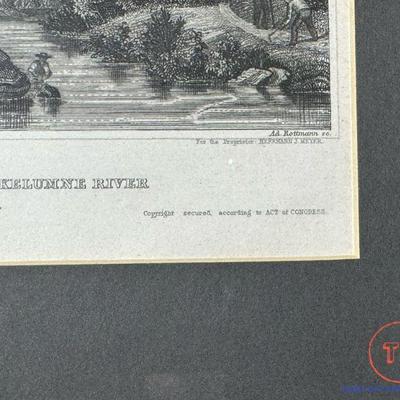 Ad. Rottmann sc.
For the Proprietor HERRMANN J. MEYER.
KELUMNE RIVER
Copyright secured, according to ACT of CONGRESS.
T